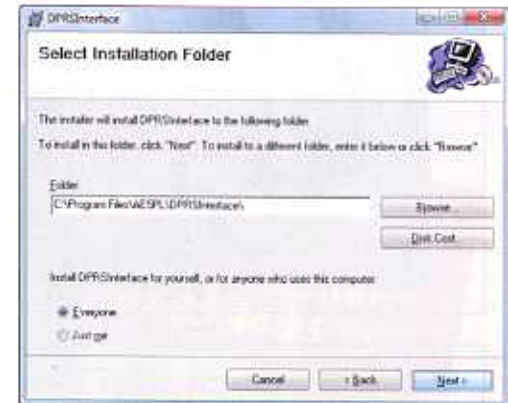 DPRSInterface
Select Installation Folder
The installer will install DPRSInterface to the following folder.
To install in this folder, click "Next". To install to a different folder, enter it below or click "Browse".
Folder:
C:\Program Files\AESPL\DPRSInterface\
Browse...
Disk Cost...
Install DPRSInterface for yourself, or for anyone who uses this computer:
Everyone
Just me
Cancel
< Back
Next >